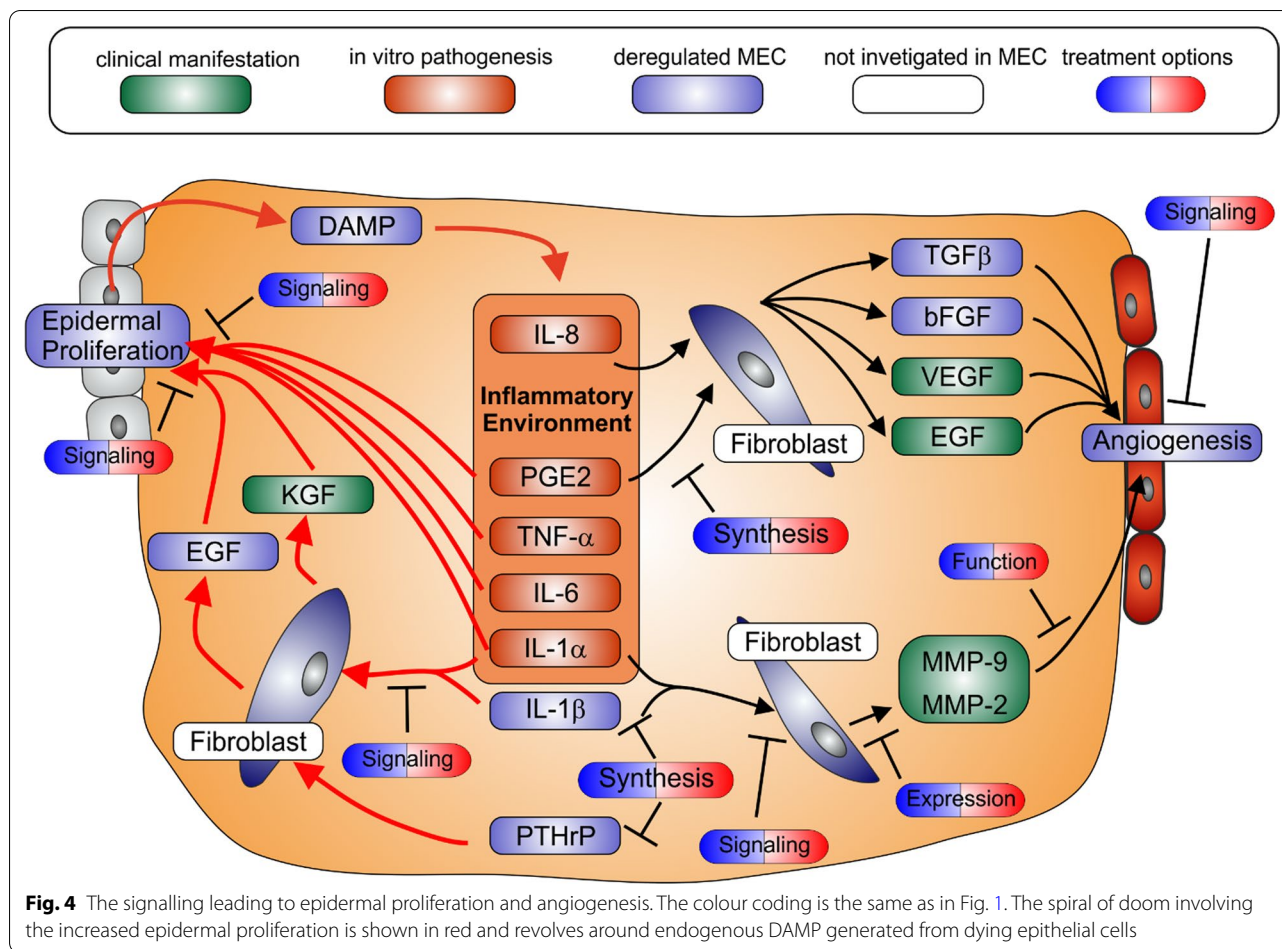 clinical manifestation
in vitro pathogenesis
deregulated MEC
not invetigated in MEC
treatment options
DAMP
Signaling
Signaling
Epidermal
Proliferation
Signaling
IL-8
Inflammatory
Environment
PGE2
TNF-α
IL-6
IL-1α
IL-1β
PTHrP
KGF
EGF
Fibroblast
Signaling
Synthesis
Signaling
Fibroblast
Synthesis
TGFβ
bFGF
VEGF
EGF
Angiogenesis
Function
Fibroblast
MMP-9
MMP-2
Expression
Fig. 4 The signalling leading to epidermal proliferation and angiogenesis. The colour coding is the same as in Fig. 1. The spiral of doom involving
the increased epidermal proliferation is shown in red and revolves around endogenous DAMP generated from dying epithelial cells